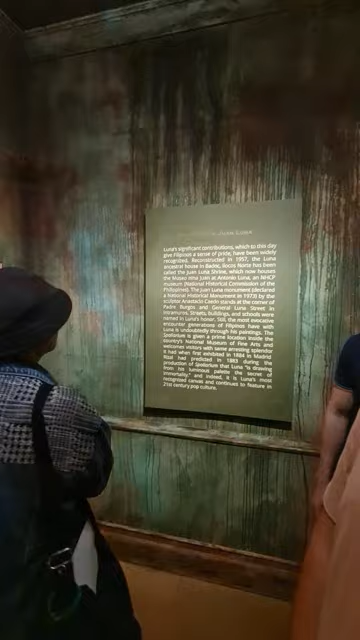 Luna's significant contributions, which to this day
give Filipinos a sense of pride, have been widely
recognized. Reconstructed in 1957, the Luna
ancestral house in Badoc, Ilocos Norte has been
called the Juan Luna Shrine, which now houses
the Museo nina Juan at Antonio Luna, an NHCP
museum (National Historical Commission of the
Philippines). The Juan Luna monument (declared
a National Historical Monument in 1973) by the
sculptor Anastacio Caedo stands at the corner of
Padre Burgos and General Luna Street in
Intramuros. Streets, buildings, and schools were
named in Luna's honor. Still, the most evocative
encounter generations of Filipinos have with
Luna is undoubtedly through his paintings. The
Spoliarium is given a prime location inside the
country's National Museum of Fine Arts and
welcomes visitors with same arresting splendor
it had when first exhibited in 1884 in Madrid.
Rizal had predicted in 1883 during the
production of Spoliarium that Luna "is drawing
from his luminous palette the secret of
immortality," and indeed, it is Luna's most
recognized canvas and continues to feature in
21st century pop culture.